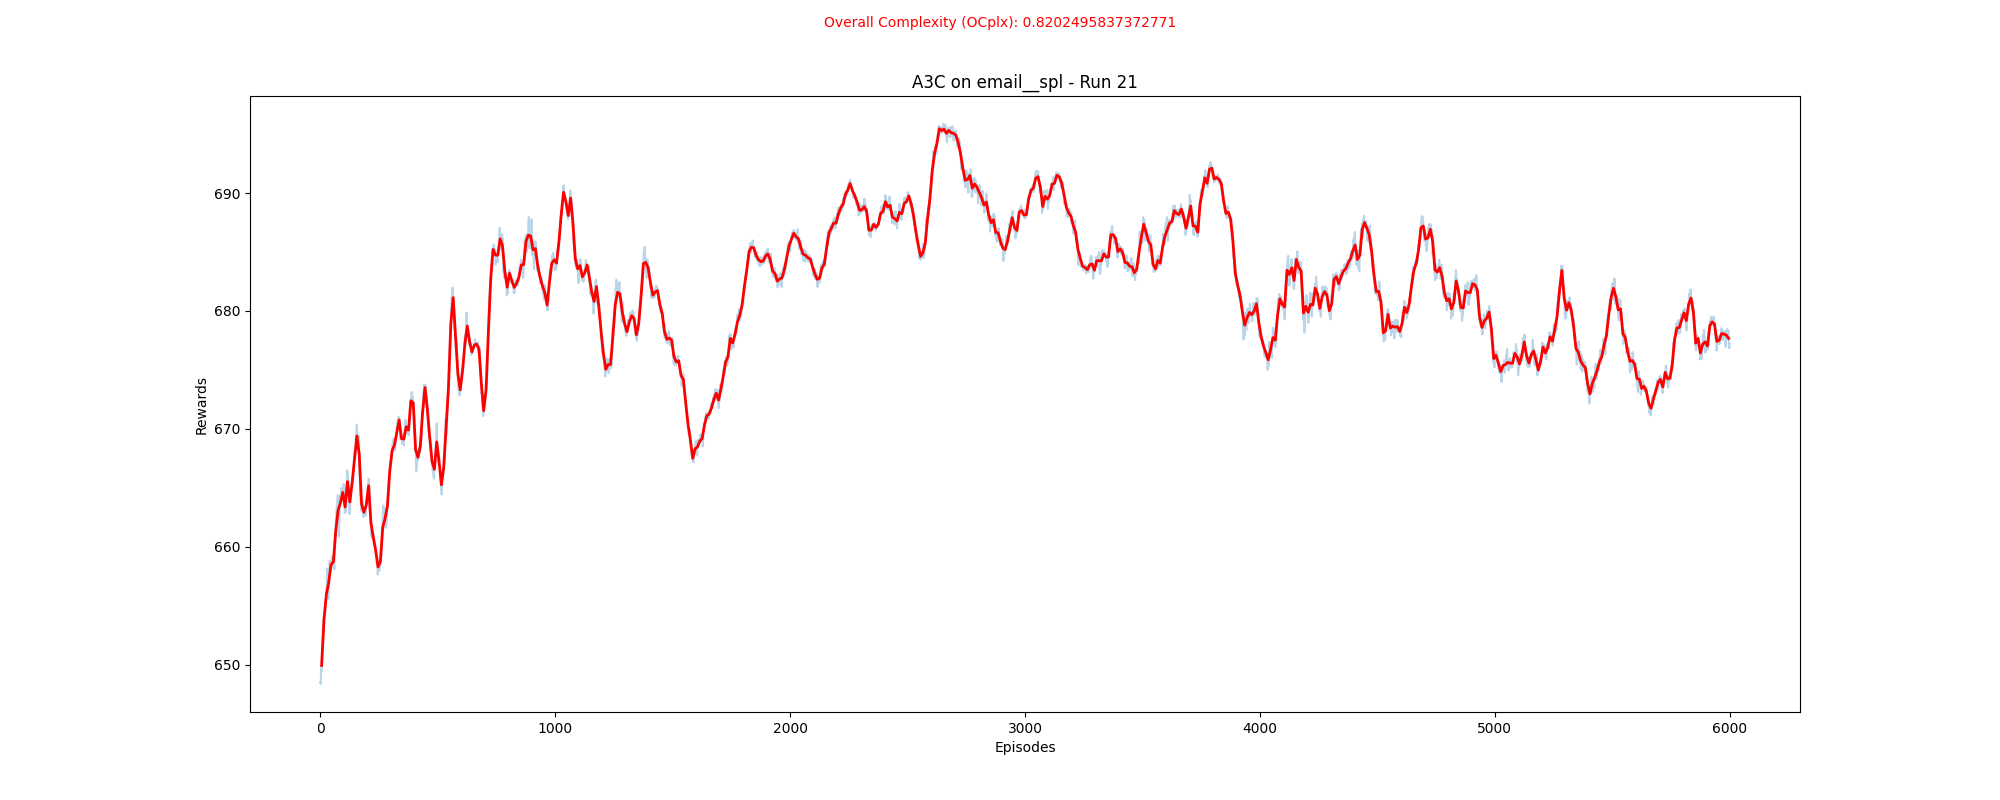 Overall Complexity (OCplx): 0.8202495837372771
A3C on email__spl - Run 21
690
680
670
660
650
Rewards
0 1000 2000 3000 4000 5000 6000
Episodes